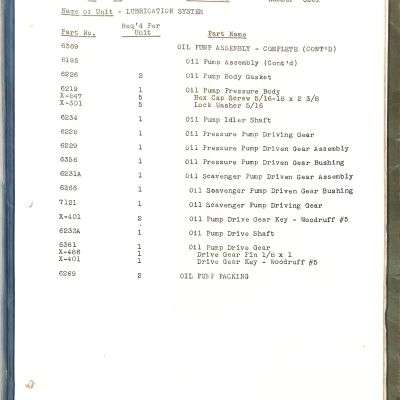 Name of Unit - LUBRICATION SYSTEM
Part No. Req'd Per Unit Part Name
6369 OIL PUMP ASSEMBLY - COMPLETE (CONT'D)
6195 Oil Pump Assembly (Cont'd)
6226 2 Oil Pump Body Gasket
6219 1 Oil Pump Pressure Body
X-847 5 Hex Cap Screw 5/16-18 x 2 3/8
X-301 5 Lock Washer 5/16
6234 1 Oil Pump Idler Shaft
6228 1 Oil Pressure Pump Driving Gear
6229 1 Oil Pressure Pump Driven Gear Assembly
6356 1 Oil Pressure Pump Driven Gear Bushing
6231A 1 Oil Scavenger Pump Driven Gear Assembly
6366 1 Oil Scavenger Pump Driven Gear Bushing
7121 1 Oil Scavenger Pump Driving Gear
X-401 2 Oil Pump Drive Gear Key - Woodruff #5
6232A 1 Oil Pump Drive Shaft
6361 1 Oil Pump Drive Gear
X-466 1 Drive Gear Pin 1/8 x 1
X-401 1 Drive Gear Key - Woodruff #5
6269 2 OIL PUMP PACKING